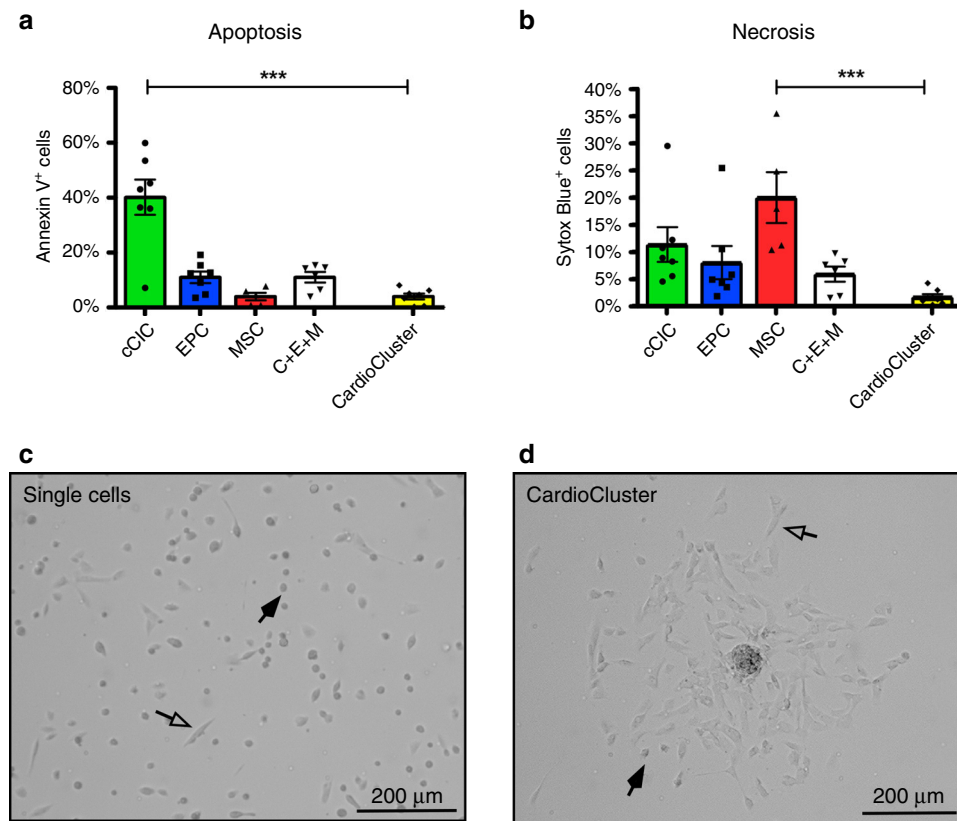 a
Apoptosis
***
80%
60%
40%
20%
0%
Annexin V⁺ cells
cCIC
EPC
MSC
C+E+M
CardioCluster
b
Necrosis
***
40%
35%
30%
25%
20%
15%
10%
5%
0%
Sytox Blue⁺ cells
cCIC
EPC
MSC
C+E+M
CardioCluster
c
Single cells
200 μm
d
CardioCluster
200 μm